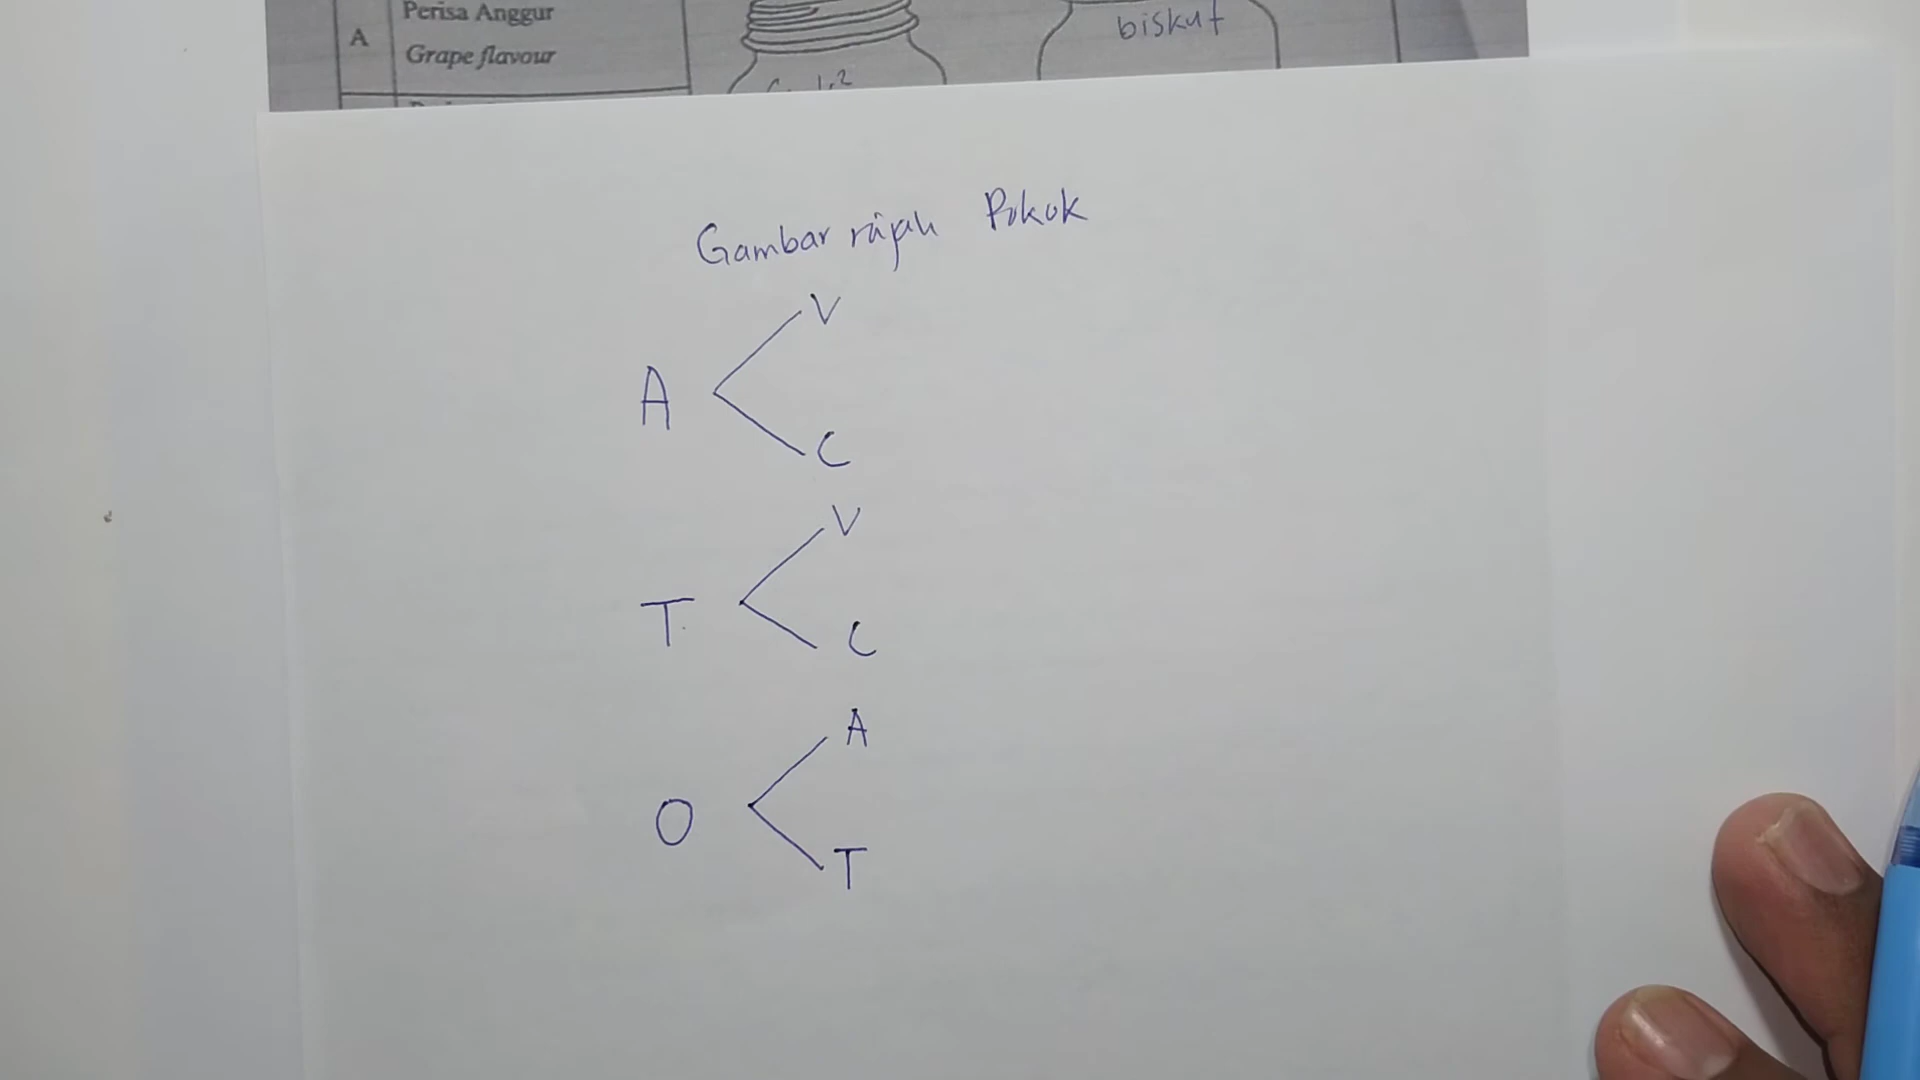 Perisa Anggur
A
Grape flavour
biskut
Gambar rajah Pokok
V
A
C
V
T
C
A
O
T